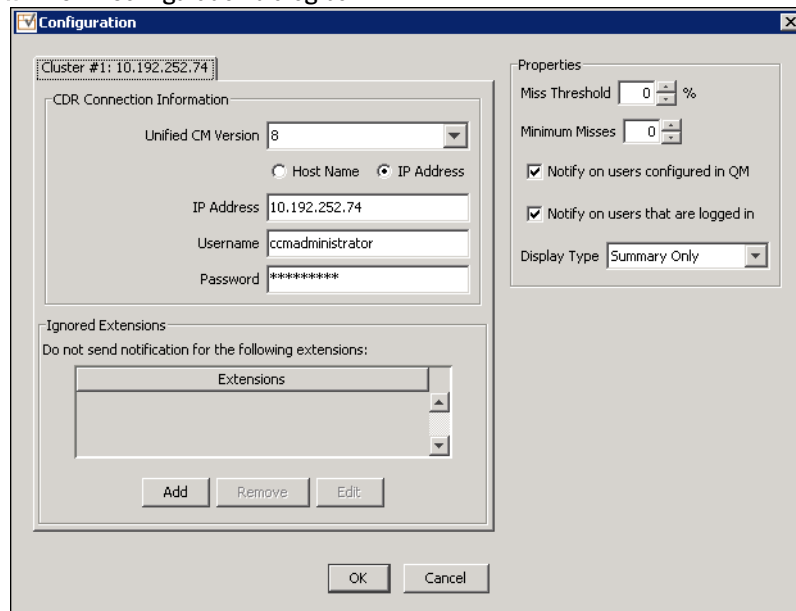 Configuration
Cluster #1: 10.192.252.74
CDR Connection Information
Unified CM Version 8
Host Name IP Address
IP Address 10.192.252.74
Username ccmadministrator
Password *********
Ignored Extensions
Do not send notification for the following extensions:
Extensions
Add Remove Edit
Properties
Miss Threshold 0 %
Minimum Misses 0
Notify on users configured in QM
Notify on users that are logged in
Display Type Summary Only
OK Cancel